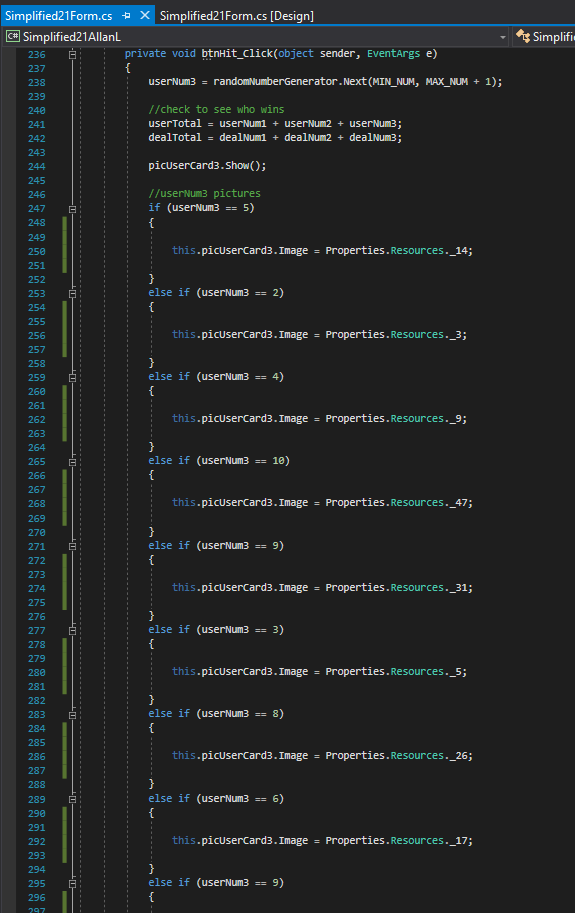 Simplified21Form.cs Simplified21Form.cs [Design]
C# Simplified21AllanL Simplifie
236 private void btnHit_Click(object sender, EventArgs e)
237 {
238 userNum3 = randomNumberGenerator.Next(MIN_NUM, MAX_NUM + 1);
239
240 //check to see who wins
241 userTotal = userNum1 + userNum2 + userNum3;
242 dealTotal = dealNum1 + dealNum2 + dealNum3;
243
244 picUserCard3.Show();
245
246 //userNum3 pictures
247 if (userNum3 == 5)
248 {
249
250 this.picUserCard3.Image = Properties.Resources._14;
251
252 }
253 else if (userNum3 == 2)
254 {
255
256 this.picUserCard3.Image = Properties.Resources._3;
257
258 }
259 else if (userNum3 == 4)
260 {
261
262 this.picUserCard3.Image = Properties.Resources._9;
263
264 }
265 else if (userNum3 == 10)
266 {
267
268 this.picUserCard3.Image = Properties.Resources._47;
269
270 }
271 else if (userNum3 == 9)
272 {
273
274 this.picUserCard3.Image = Properties.Resources._31;
275
276 }
277 else if (userNum3 == 3)
278 {
279
280 this.picUserCard3.Image = Properties.Resources._5;
281
282 }
283 else if (userNum3 == 8)
284 {
285
286 this.picUserCard3.Image = Properties.Resources._26;
287
288 }
289 else if (userNum3 == 6)
290 {
291
292 this.picUserCard3.Image = Properties.Resources._17;
293
294 }
295 else if (userNum3 == 9)
296 {
297